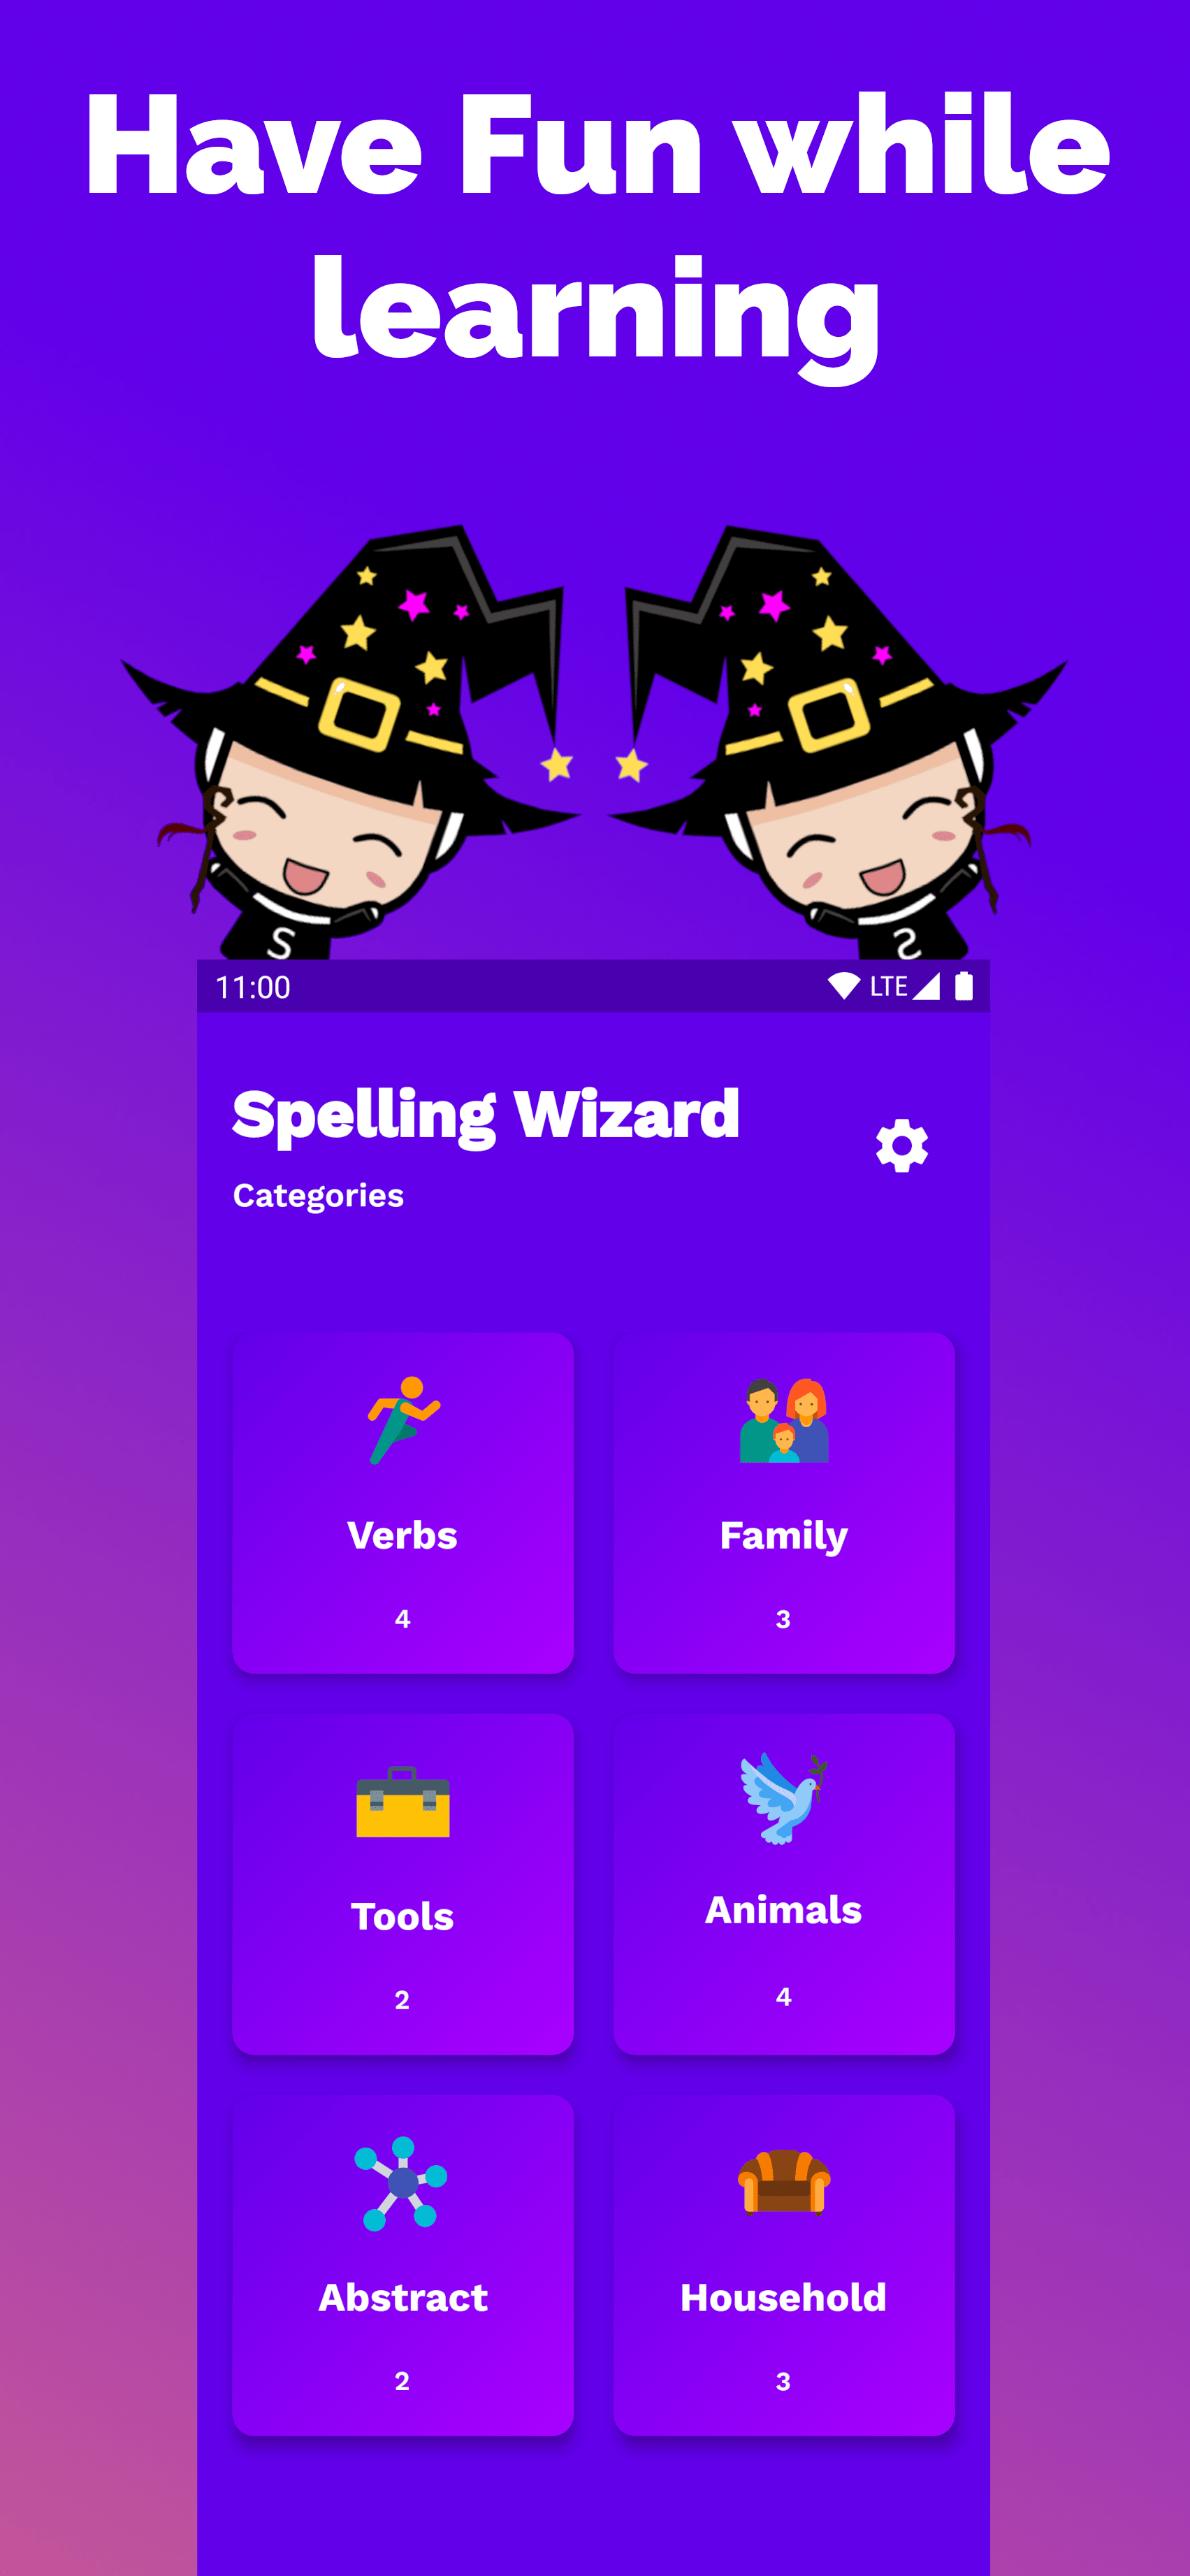 Have Fun while
learning
S
S
11:00 LTE
Spelling Wizard
Categories
Verbs
Family
4
3
Tools
Animals
2
4
Abstract
Household
2
3